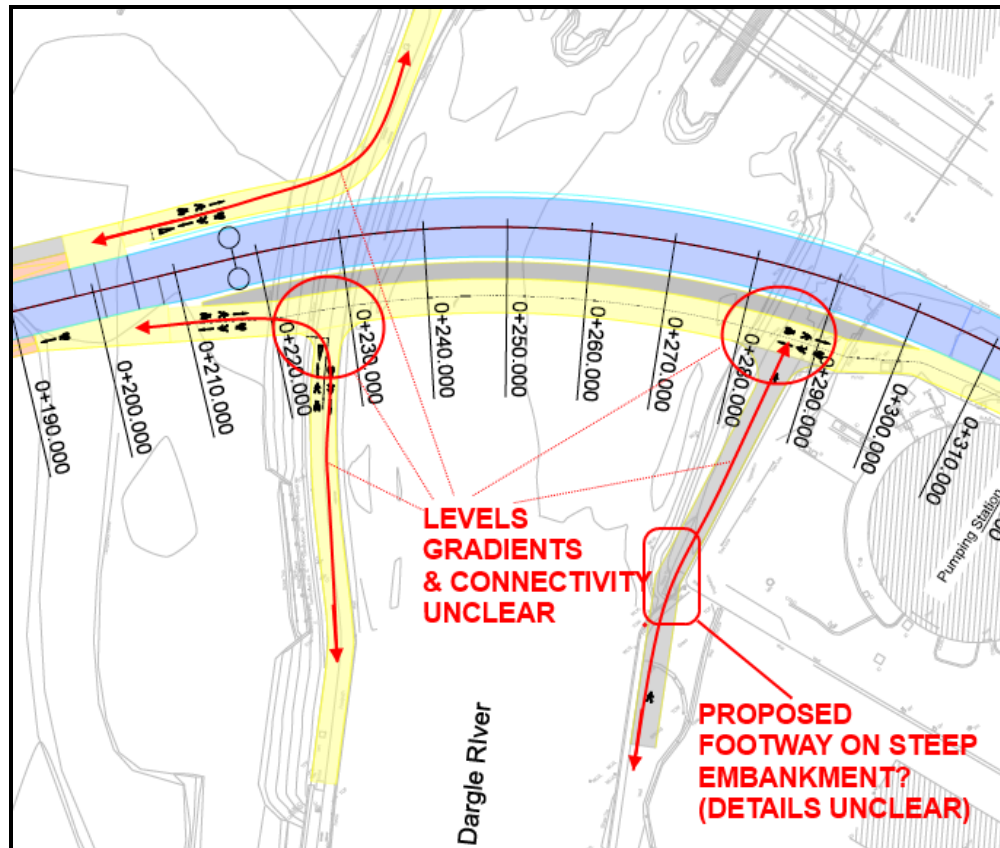 0+190.000
0+200.000
0+210.000
0+220.000
0+230.000
0+240.000
0+250.000
0+260.000
0+270.000
0+280.000
0+290.000
0+300.000
0+310.000
LEVELS
GRADIENTS
& CONNECTIVITY
UNCLEAR
Pumping Station
PROPOSED
FOOTWAY ON STEEP
EMBANKMENT?
(DETAILS UNCLEAR)
Dargle River